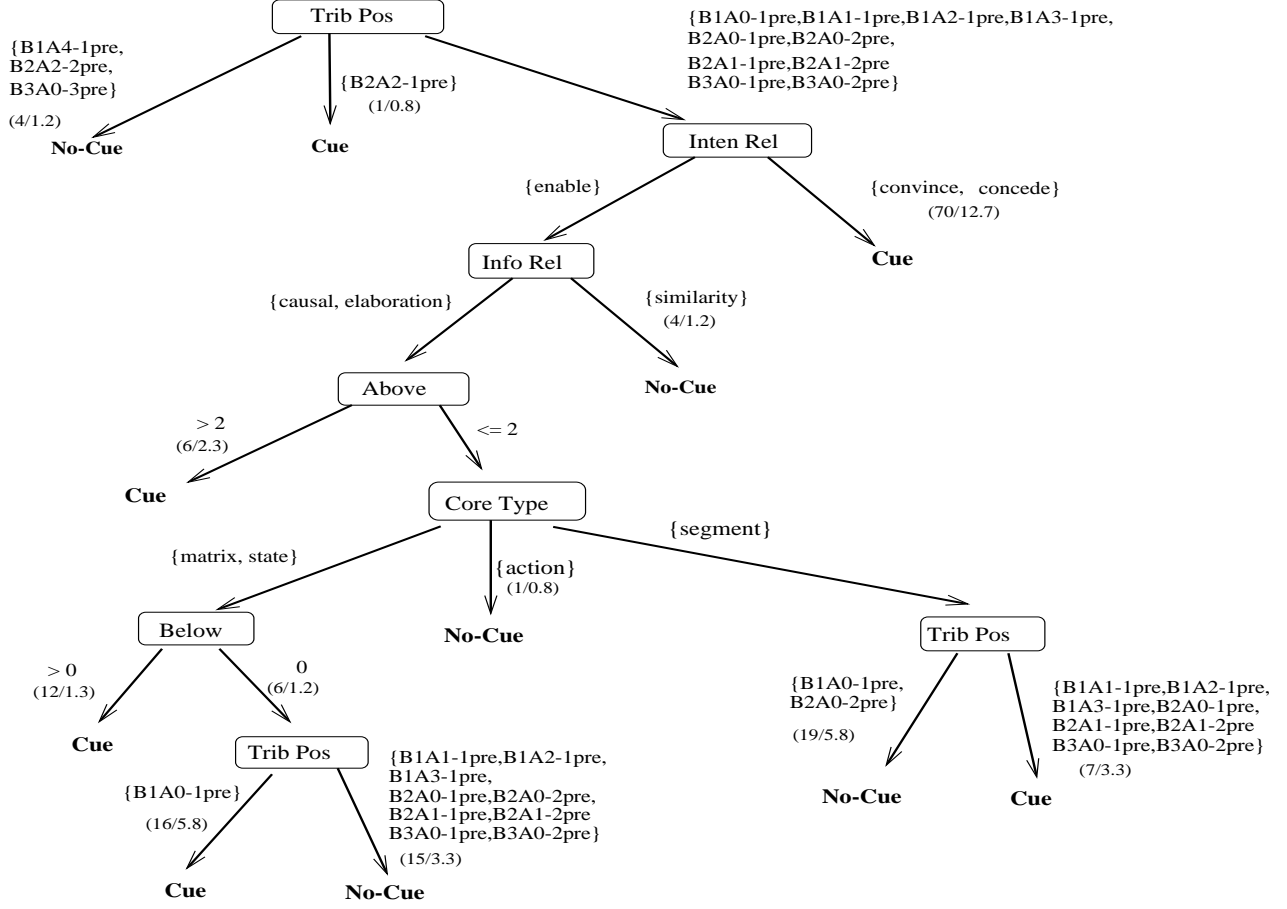 Trib Pos
{B1A4-1pre,
B2A2-2pre,
B3A0-3pre}
(4/1.2)
No-Cue
{B2A2-1pre}
(1/0.8)
Cue
{B1A0-1pre,B1A1-1pre,B1A2-1pre,B1A3-1pre,
B2A0-1pre,B2A0-2pre,
B2A1-1pre,B2A1-2pre
B3A0-1pre,B3A0-2pre}
Inten Rel
{enable}
{convince, concede}
(70/12.7)
Cue
Info Rel
{causal, elaboration}
{similarity}
(4/1.2)
No-Cue
Above
> 2
(6/2.3)
Cue
<= 2
Core Type
{matrix, state}
{action}
(1/0.8)
No-Cue
{segment}
Below
> 0
(12/1.3)
Cue
0
(6/1.2)
Trib Pos
{B1A0-1pre}
(16/5.8)
Cue
{B1A1-1pre,B1A2-1pre,
B1A3-1pre,
B2A0-1pre,B2A0-2pre,
B2A1-1pre,B2A1-2pre
B3A0-1pre,B3A0-2pre}
(15/3.3)
No-Cue
Trib Pos
{B1A0-1pre,
B2A0-2pre}
(19/5.8)
No-Cue
{B1A1-1pre,B1A2-1pre,
B1A3-1pre,B2A0-1pre,
B2A1-1pre,B2A1-2pre
B3A0-1pre,B3A0-2pre}
(7/3.3)
Cue